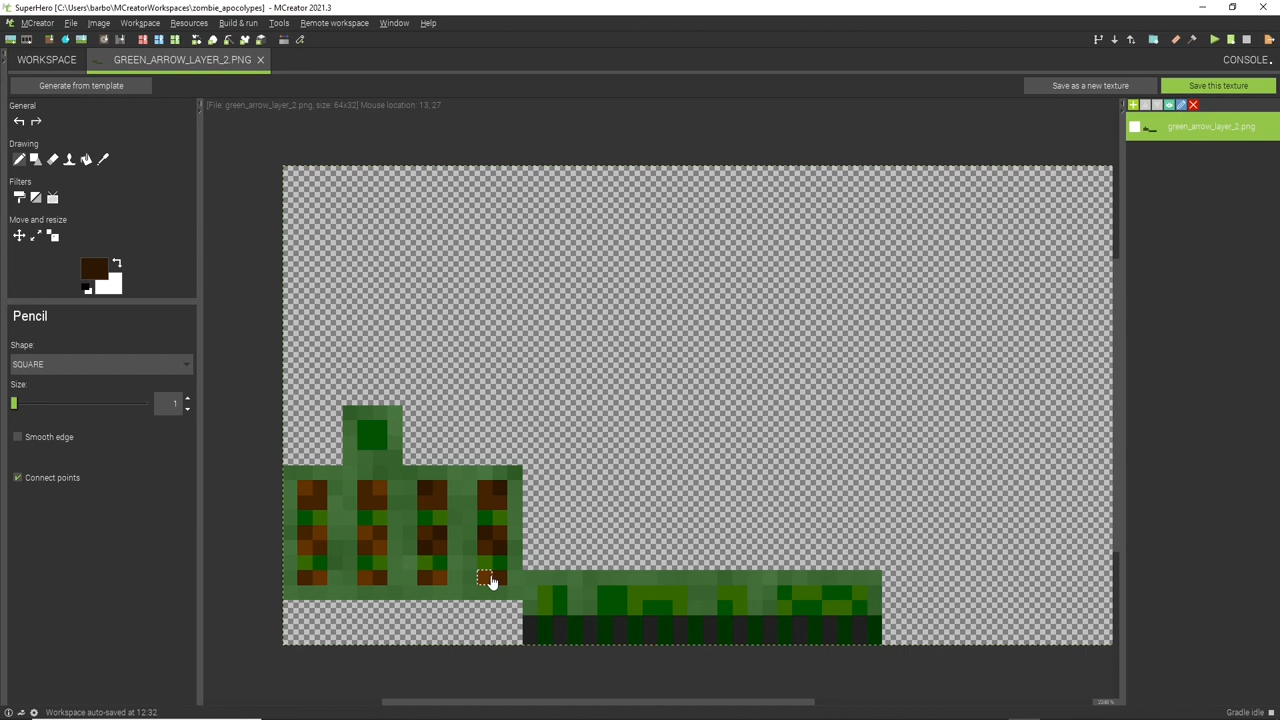 SuperHero [C:\Users\barbo\MCreatorWorkspaces\zombie_apocolypes] - MCreator 2021.3
MCreator File Image Workspace Resources Build & run Tools Remote workspace Window Help
WORKSPACE GREEN_ARROW_LAYER_2.PNG CONSOLE
Generate from template Save as a new texture Save this texture
General [File: green_arrow_layer_2.png, size: 64x32] Mouse location: 13, 27
green_arrow_layer_2.png
Drawing
Filters
Move and resize
Pencil
Shape:
SQUARE
Size:
1
Smooth edge
Connect points
Workspace auto-saved at 12:32 Gradle idle